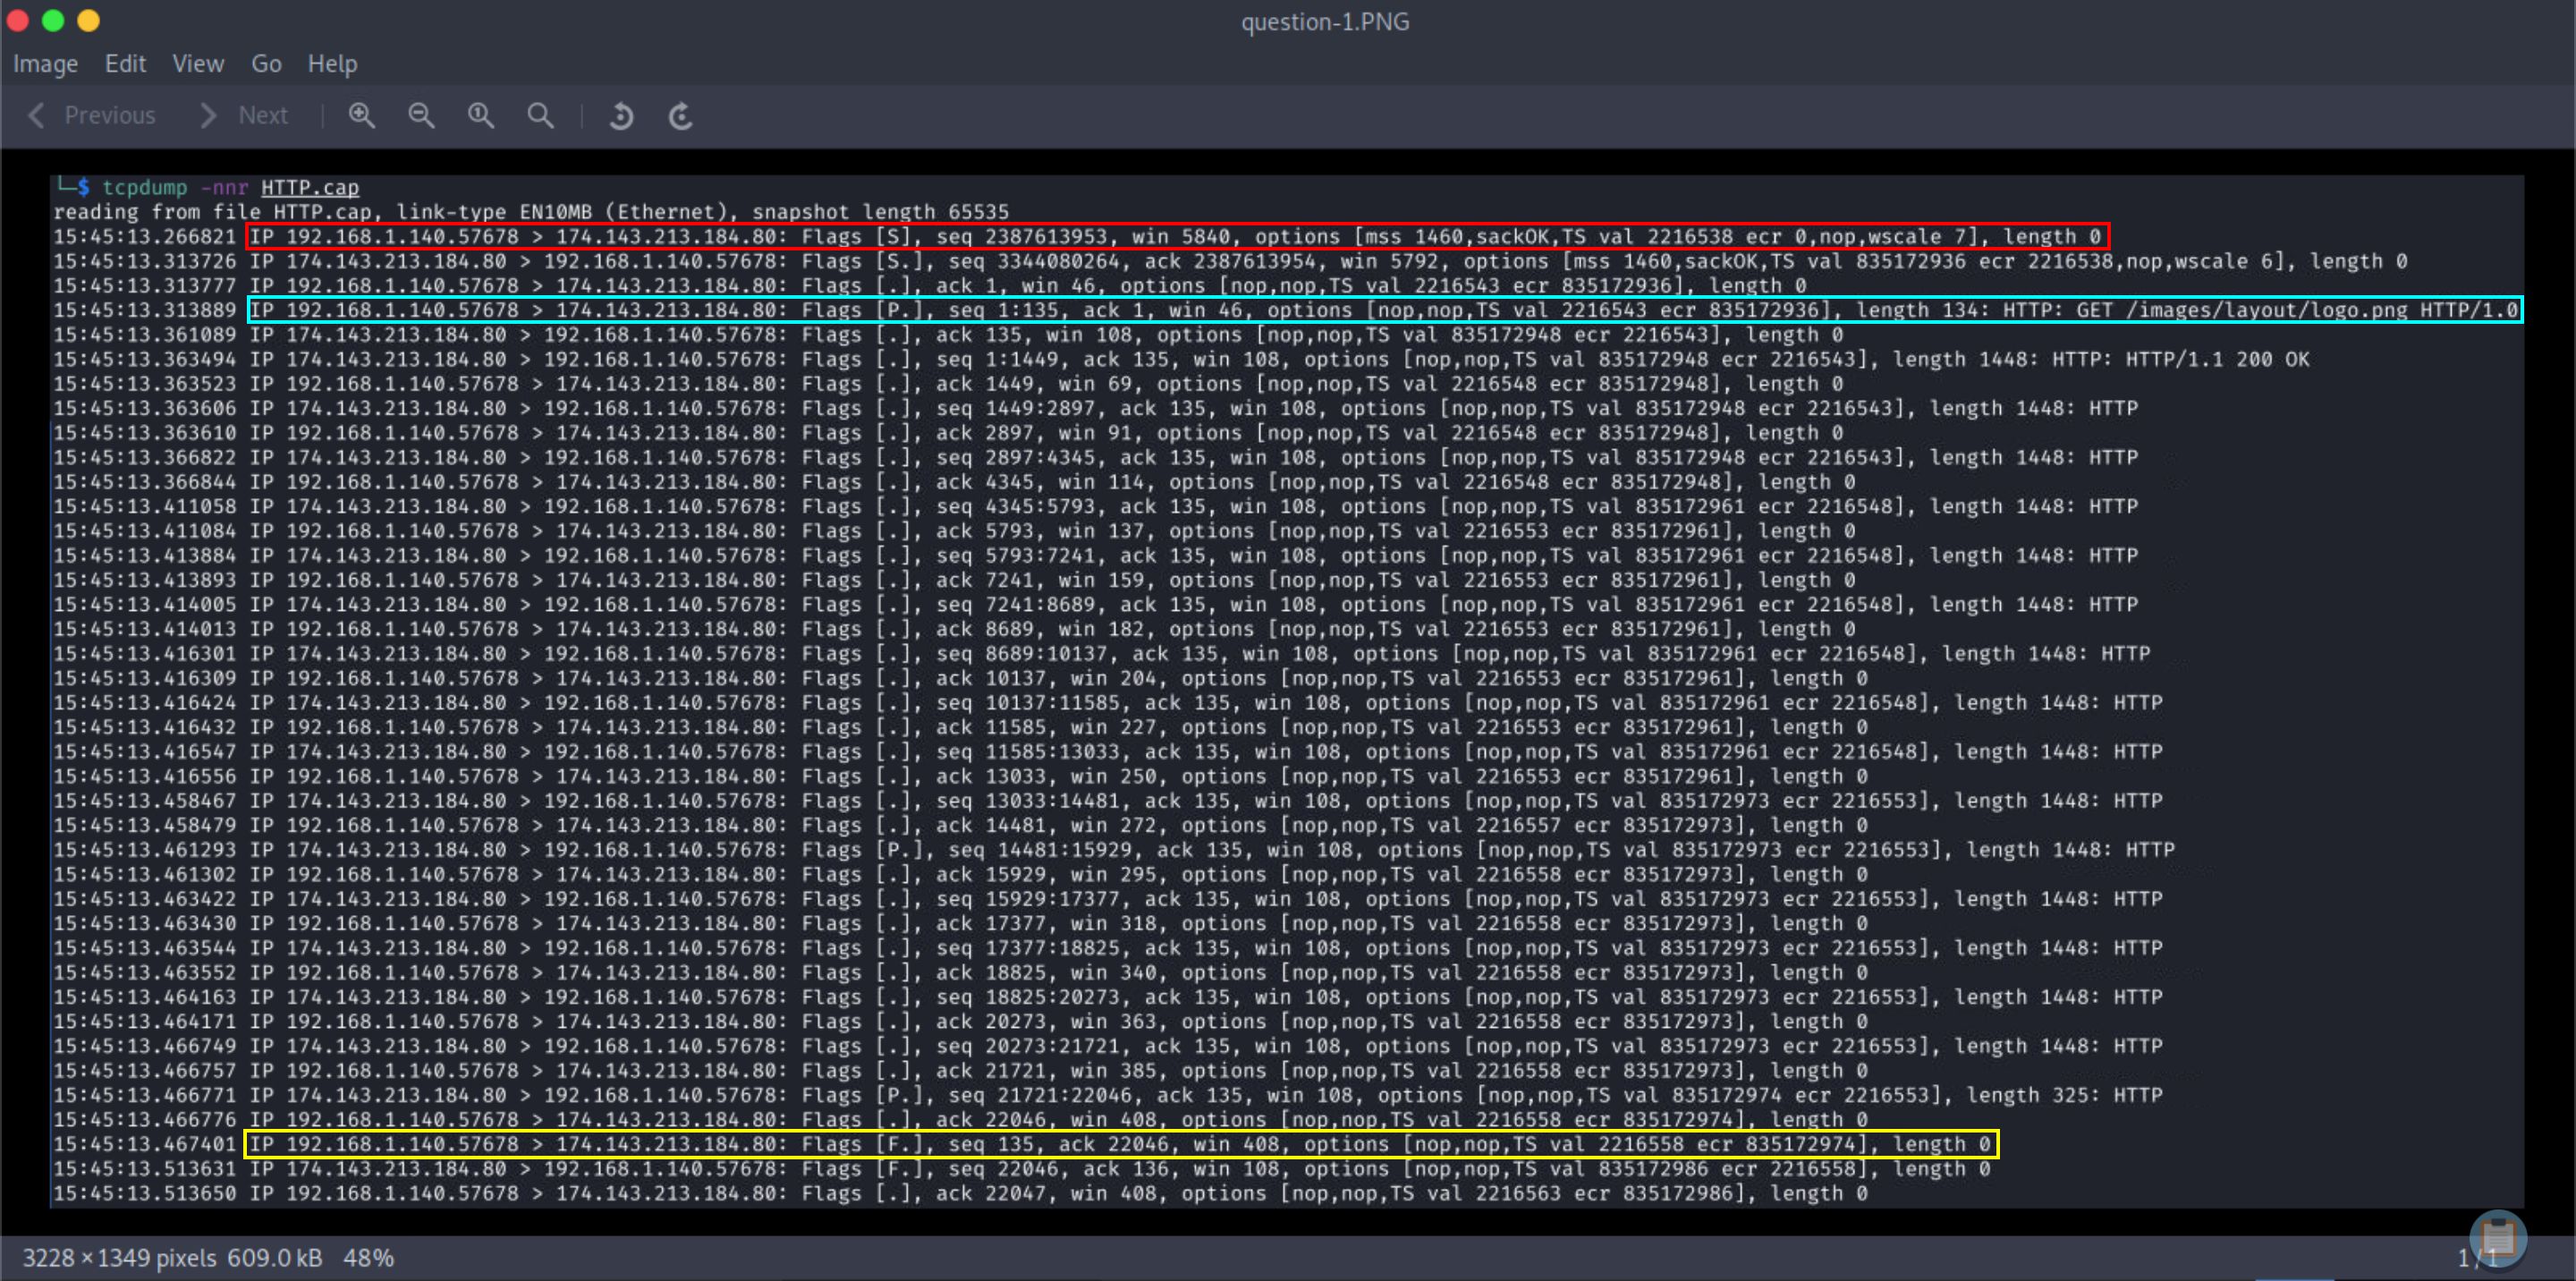 question-1.PNG
Image Edit View Go Help
Previous Next
└─$ tcpdump -nnr HTTP.cap
reading from file HTTP.cap, link-type EN10MB (Ethernet), snapshot length 65535
15:45:13.266821 IP 192.168.1.140.57678 > 174.143.213.184.80: Flags [S], seq 2387613953, win 5840, options [mss 1460,sackOK,TS val 2216538 ecr 0,nop,wscale 7], length 0
15:45:13.313726 IP 174.143.213.184.80 > 192.168.1.140.57678: Flags [S.], seq 3344080264, ack 2387613954, win 5792, options [mss 1460,sackOK,TS val 835172936 ecr 2216538,nop,wscale 6], length 0
15:45:13.313777 IP 192.168.1.140.57678 > 174.143.213.184.80: Flags [.], ack 1, win 46, options [nop,nop,TS val 2216543 ecr 835172936], length 0
15:45:13.313889 IP 192.168.1.140.57678 > 174.143.213.184.80: Flags [P.], seq 1:135, ack 1, win 46, options [nop,nop,TS val 2216543 ecr 835172936], length 134: HTTP: GET /images/layout/logo.png HTTP/1.0
15:45:13.361089 IP 174.143.213.184.80 > 192.168.1.140.57678: Flags [.], ack 135, win 108, options [nop,nop,TS val 835172948 ecr 2216543], length 0
15:45:13.363494 IP 174.143.213.184.80 > 192.168.1.140.57678: Flags [.], seq 1:1449, ack 135, win 108, options [nop,nop,TS val 835172948 ecr 2216543], length 1448: HTTP: HTTP/1.1 200 OK
15:45:13.363523 IP 192.168.1.140.57678 > 174.143.213.184.80: Flags [.], ack 1449, win 69, options [nop,nop,TS val 2216548 ecr 835172948], length 0
15:45:13.363606 IP 174.143.213.184.80 > 192.168.1.140.57678: Flags [.], seq 1449:2897, ack 135, win 108, options [nop,nop,TS val 835172948 ecr 2216543], length 1448: HTTP
15:45:13.363610 IP 192.168.1.140.57678 > 174.143.213.184.80: Flags [.], ack 2897, win 91, options [nop,nop,TS val 2216548 ecr 835172948], length 0
15:45:13.366822 IP 174.143.213.184.80 > 192.168.1.140.57678: Flags [.], seq 2897:4345, ack 135, win 108, options [nop,nop,TS val 835172948 ecr 2216543], length 1448: HTTP
15:45:13.366844 IP 192.168.1.140.57678 > 174.143.213.184.80: Flags [.], ack 4345, win 114, options [nop,nop,TS val 2216548 ecr 835172948], length 0
15:45:13.411058 IP 174.143.213.184.80 > 192.168.1.140.57678: Flags [.], seq 4345:5793, ack 135, win 108, options [nop,nop,TS val 835172961 ecr 2216548], length 1448: HTTP
15:45:13.411084 IP 192.168.1.140.57678 > 174.143.213.184.80: Flags [.], ack 5793, win 137, options [nop,nop,TS val 2216553 ecr 835172961], length 0
15:45:13.413884 IP 174.143.213.184.80 > 192.168.1.140.57678: Flags [.], seq 5793:7241, ack 135, win 108, options [nop,nop,TS val 835172961 ecr 2216548], length 1448: HTTP
15:45:13.413893 IP 192.168.1.140.57678 > 174.143.213.184.80: Flags [.], ack 7241, win 159, options [nop,nop,TS val 2216553 ecr 835172961], length 0
15:45:13.414005 IP 174.143.213.184.80 > 192.168.1.140.57678: Flags [.], seq 7241:8689, ack 135, win 108, options [nop,nop,TS val 835172961 ecr 2216548], length 1448: HTTP
15:45:13.414013 IP 192.168.1.140.57678 > 174.143.213.184.80: Flags [.], ack 8689, win 182, options [nop,nop,TS val 2216553 ecr 835172961], length 0
15:45:13.416301 IP 174.143.213.184.80 > 192.168.1.140.57678: Flags [.], seq 8689:10137, ack 135, win 108, options [nop,nop,TS val 835172961 ecr 2216548], length 1448: HTTP
15:45:13.416309 IP 192.168.1.140.57678 > 174.143.213.184.80: Flags [.], ack 10137, win 204, options [nop,nop,TS val 2216553 ecr 835172961], length 0
15:45:13.416424 IP 174.143.213.184.80 > 192.168.1.140.57678: Flags [.], seq 10137:11585, ack 135, win 108, options [nop,nop,TS val 835172961 ecr 2216548], length 1448: HTTP
15:45:13.416432 IP 192.168.1.140.57678 > 174.143.213.184.80: Flags [.], ack 11585, win 227, options [nop,nop,TS val 2216553 ecr 835172961], length 0
15:45:13.416547 IP 174.143.213.184.80 > 192.168.1.140.57678: Flags [.], seq 11585:13033, ack 135, win 108, options [nop,nop,TS val 835172961 ecr 2216548], length 1448: HTTP
15:45:13.416556 IP 192.168.1.140.57678 > 174.143.213.184.80: Flags [.], ack 13033, win 250, options [nop,nop,TS val 2216553 ecr 835172961], length 0
15:45:13.458467 IP 174.143.213.184.80 > 192.168.1.140.57678: Flags [.], seq 13033:14481, ack 135, win 108, options [nop,nop,TS val 835172973 ecr 2216553], length 1448: HTTP
15:45:13.458479 IP 192.168.1.140.57678 > 174.143.213.184.80: Flags [.], ack 14481, win 272, options [nop,nop,TS val 2216557 ecr 835172973], length 0
15:45:13.461293 IP 174.143.213.184.80 > 192.168.1.140.57678: Flags [P.], seq 14481:15929, ack 135, win 108, options [nop,nop,TS val 835172973 ecr 2216553], length 1448: HTTP
15:45:13.461302 IP 192.168.1.140.57678 > 174.143.213.184.80: Flags [.], ack 15929, win 295, options [nop,nop,TS val 2216558 ecr 835172973], length 0
15:45:13.463422 IP 174.143.213.184.80 > 192.168.1.140.57678: Flags [.], seq 15929:17377, ack 135, win 108, options [nop,nop,TS val 835172973 ecr 2216553], length 1448: HTTP
15:45:13.463430 IP 192.168.1.140.57678 > 174.143.213.184.80: Flags [.], ack 17377, win 318, options [nop,nop,TS val 2216558 ecr 835172973], length 0
15:45:13.463544 IP 174.143.213.184.80 > 192.168.1.140.57678: Flags [.], seq 17377:18825, ack 135, win 108, options [nop,nop,TS val 835172973 ecr 2216553], length 1448: HTTP
15:45:13.463552 IP 192.168.1.140.57678 > 174.143.213.184.80: Flags [.], ack 18825, win 340, options [nop,nop,TS val 2216558 ecr 835172973], length 0
15:45:13.464163 IP 174.143.213.184.80 > 192.168.1.140.57678: Flags [.], seq 18825:20273, ack 135, win 108, options [nop,nop,TS val 835172973 ecr 2216553], length 1448: HTTP
15:45:13.464171 IP 192.168.1.140.57678 > 174.143.213.184.80: Flags [.], ack 20273, win 363, options [nop,nop,TS val 2216558 ecr 835172973], length 0
15:45:13.466749 IP 174.143.213.184.80 > 192.168.1.140.57678: Flags [.], seq 20273:21721, ack 135, win 108, options [nop,nop,TS val 835172973 ecr 2216553], length 1448: HTTP
15:45:13.466757 IP 192.168.1.140.57678 > 174.143.213.184.80: Flags [.], ack 21721, win 385, options [nop,nop,TS val 2216558 ecr 835172973], length 0
15:45:13.466771 IP 174.143.213.184.80 > 192.168.1.140.57678: Flags [P.], seq 21721:22046, ack 135, win 108, options [nop,nop,TS val 835172974 ecr 2216553], length 325: HTTP
15:45:13.466776 IP 192.168.1.140.57678 > 174.143.213.184.80: Flags [.], ack 22046, win 408, options [nop,nop,TS val 2216558 ecr 835172974], length 0
15:45:13.467401 IP 192.168.1.140.57678 > 174.143.213.184.80: Flags [F.], seq 135, ack 22046, win 408, options [nop,nop,TS val 2216558 ecr 835172974], length 0
15:45:13.513631 IP 174.143.213.184.80 > 192.168.1.140.57678: Flags [F.], seq 22046, ack 136, win 108, options [nop,nop,TS val 835172986 ecr 2216558], length 0
15:45:13.513650 IP 192.168.1.140.57678 > 174.143.213.184.80: Flags [.], ack 22047, win 408, options [nop,nop,TS val 2216563 ecr 835172986], length 0
3228 × 1349 pixels 609.0 kB 48% 1 / 1